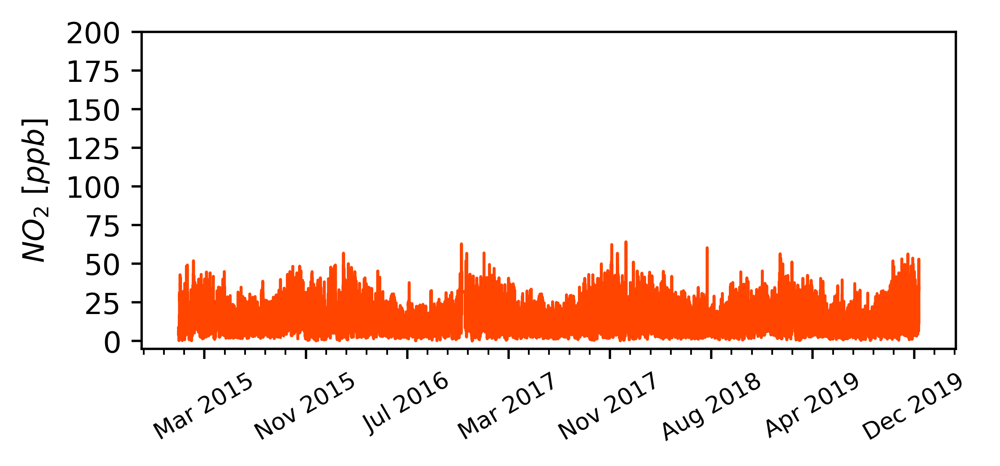 NO₂ [ppb]
200
175
150
125
100
75
50
25
0
Mar 2015
Nov 2015
Jul 2016
Mar 2017
Nov 2017
Aug 2018
Apr 2019
Dec 2019